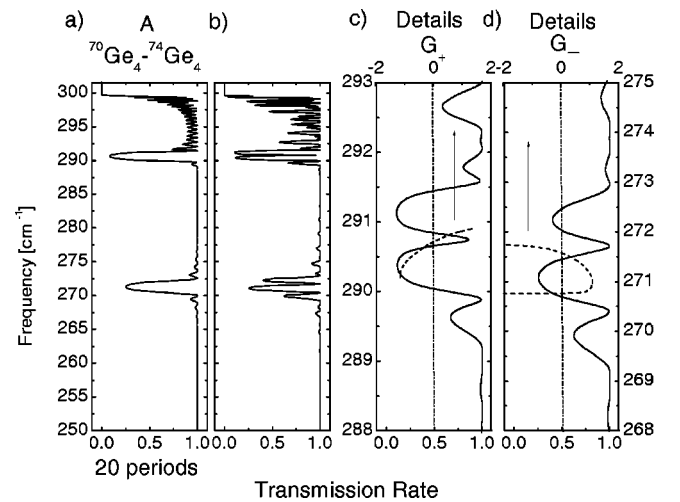 a) A b) c) Details d) Details
⁷⁰Ge₄-⁷⁴Ge₄ G₊ G₋
-2 0 2 -2 0 2
300 295 290 285 280 275 270 265 260 255 250
293 292 291 290 289 288
275 274 273 272 271 270 269 268
Frequency [cm⁻¹]
0.0 0.5 1.0 0.0 0.5 1.0 0.0 0.5 1.0 0.0 0.5 1.0
20 periods
Transmission Rate